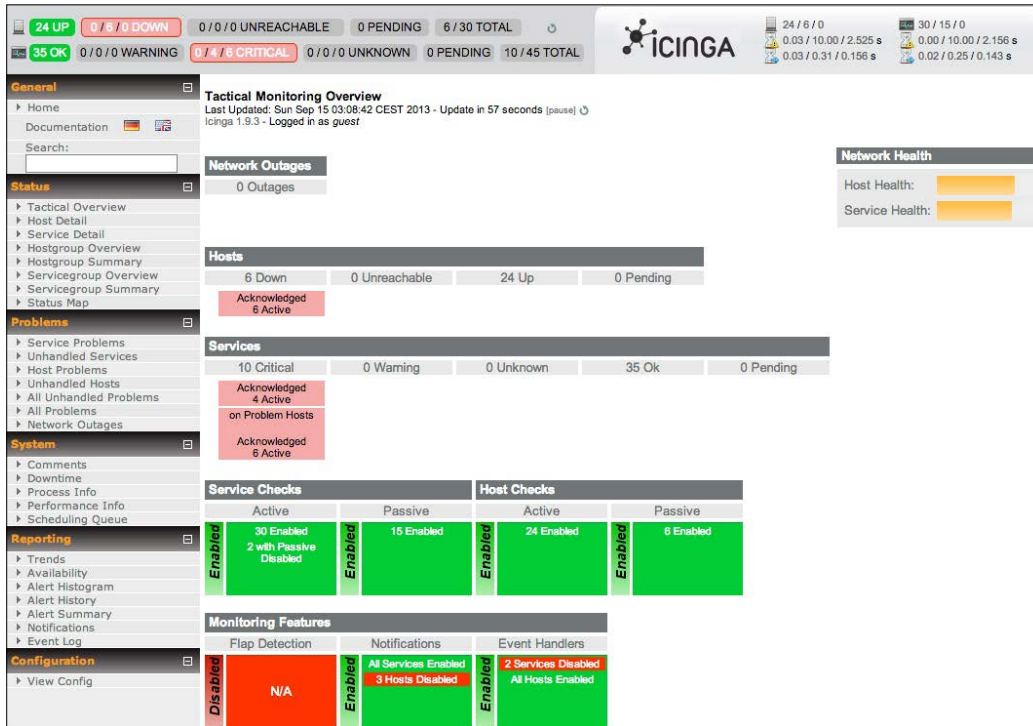 24 UP 0 / 6 / 0 DOWN 0 / 0 / 0 UNREACHABLE 0 PENDING 6 / 30 TOTAL
35 OK 0 / 0 / 0 WARNING 0 / 4 / 6 CRITICAL 0 / 0 / 0 UNKNOWN 0 PENDING 10 / 45 TOTAL
ICINGA
24 / 6 / 0
0.03 / 10.00 / 2.525 s
0.03 / 0.31 / 0.156 s
30 / 15 / 0
0.00 / 10.00 / 2.156 s
0.02 / 0.25 / 0.143 s
General
Home
Documentation
Search:
Status
Tactical Overview
Host Detail
Service Detail
Hostgroup Overview
Hostgroup Summary
Servicegroup Overview
Servicegroup Summary
Status Map
Problems
Service Problems
Unhandled Services
Host Problems
Unhandled Hosts
All Unhandled Problems
All Problems
Network Outages
System
Comments
Downtime
Process Info
Performance Info
Scheduling Queue
Reporting
Trends
Availability
Alert Histogram
Alert History
Alert Summary
Notifications
Event Log
Configuration
View Config
Tactical Monitoring Overview
Last Updated: Sun Sep 15 03:08:42 CEST 2013 - Update in 57 seconds [pause]
Icinga 1.9.3 - Logged in as guest
Network Outages
0 Outages
Network Health
Host Health:
Service Health:
Hosts
6 Down 0 Unreachable 24 Up 0 Pending
Acknowledged
6 Active
Services
10 Critical 0 Warning 0 Unknown 35 Ok 0 Pending
Acknowledged
4 Active
on Problem Hosts
Acknowledged
6 Active
Service Checks Host Checks
Active Passive Active Passive
Enabled
30 Enabled
2 with Passive
Disabled
Enabled
15 Enabled
Enabled
24 Enabled
Enabled
6 Enabled
Monitoring Features
Flap Detection Notifications Event Handlers
Disabled
N/A
Enabled
All Services Enabled
3 Hosts Disabled
Enabled
2 Services Disabled
All Hosts Enabled